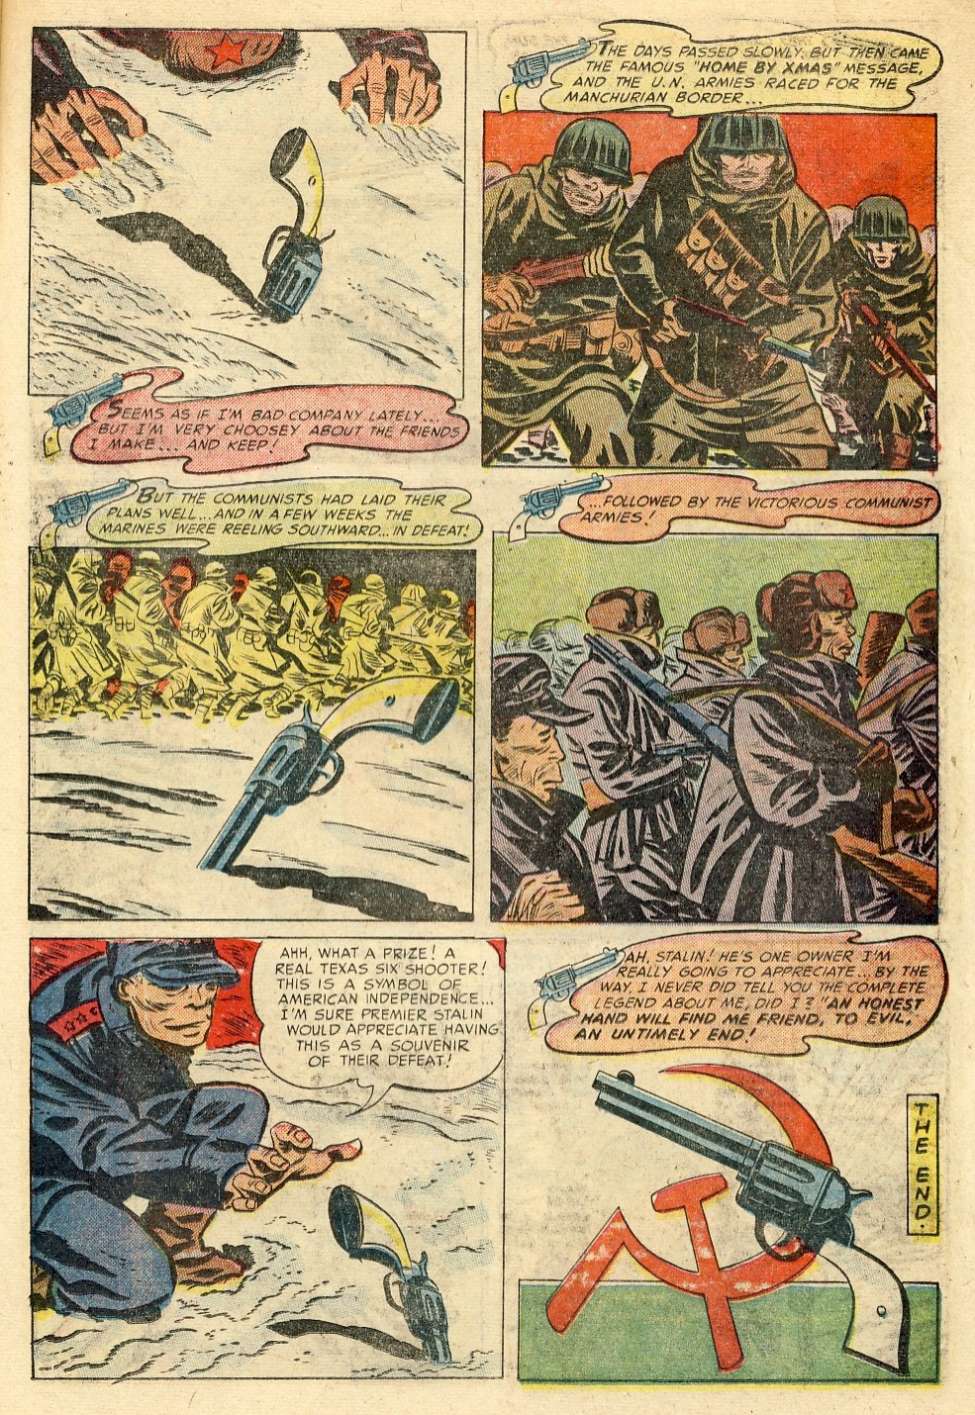 SEEMS AS IF I'M BAD COMPANY LATELY...
BUT I'M VERY CHOOSEY ABOUT THE FRIENDS
I MAKE... AND KEEP!
THE DAYS PASSED SLOWLY. BUT THEN CAME
THE FAMOUS "HOME BY XMAS" MESSAGE,
AND THE U.N. ARMIES RACED FOR THE
MANCHURIAN BORDER...
BUT THE COMMUNISTS HAD LAID THEIR
PLANS WELL...AND IN A FEW WEEKS THE
MARINES WERE REELING SOUTHWARD...IN DEFEAT!
...FOLLOWED BY THE VICTORIOUS COMMUNIST
ARMIES!
AHH, WHAT A PRIZE! A
REAL TEXAS SIX SHOOTER!
THIS IS A SYMBOL OF
AMERICAN INDEPENDENCE...
I'M SURE PREMIER STALIN
WOULD APPRECIATE HAVING
THIS AS A SOUVENIR
OF THEIR DEFEAT!
AH, STALIN! HE'S ONE OWNER I'M
REALLY GOING TO APPRECIATE...BY THE
WAY, I NEVER DID TELL YOU THE COMPLETE
LEGEND ABOUT ME, DID I? "AN HONEST
HAND WILL FIND ME FRIEND, TO EVIL,
AN UNTIMELY END!
THE END.